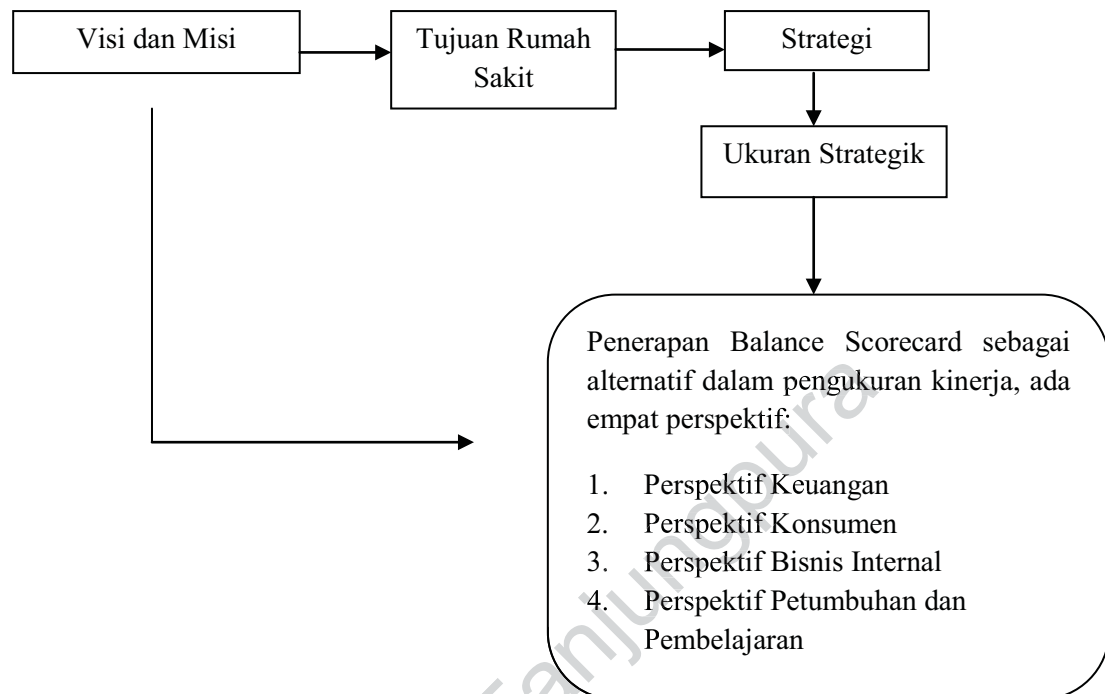 Visi dan Misi
Tujuan Rumah
Sakit
Strategi
Ukuran Strategik
Penerapan Balance Scorecard sebagai
alternatif dalam pengukuran kinerja, ada
empat perspektif:
1. Perspektif Keuangan
2. Perspektif Konsumen
3. Perspektif Bisnis Internal
4. Perspektif Petumbuhan dan
Pembelajaran
Tanjungpura